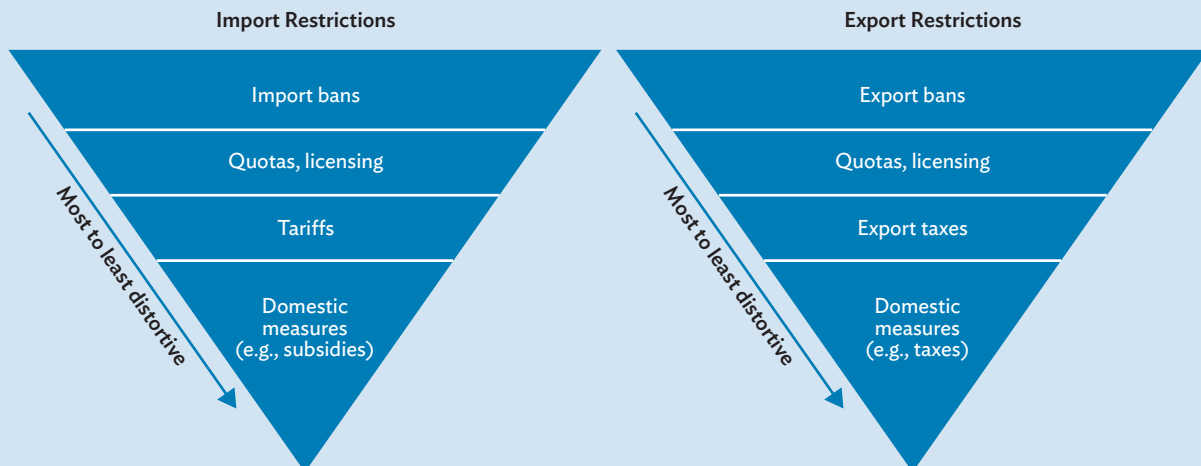 Import Restrictions
Import bans
Quotas, licensing
Tariffs
Domestic
measures
(e.g., subsidies)
Most to least distortive
Export Restrictions
Export bans
Quotas, licensing
Export taxes
Domestic
measures
(e.g., taxes)
Most to least distortive